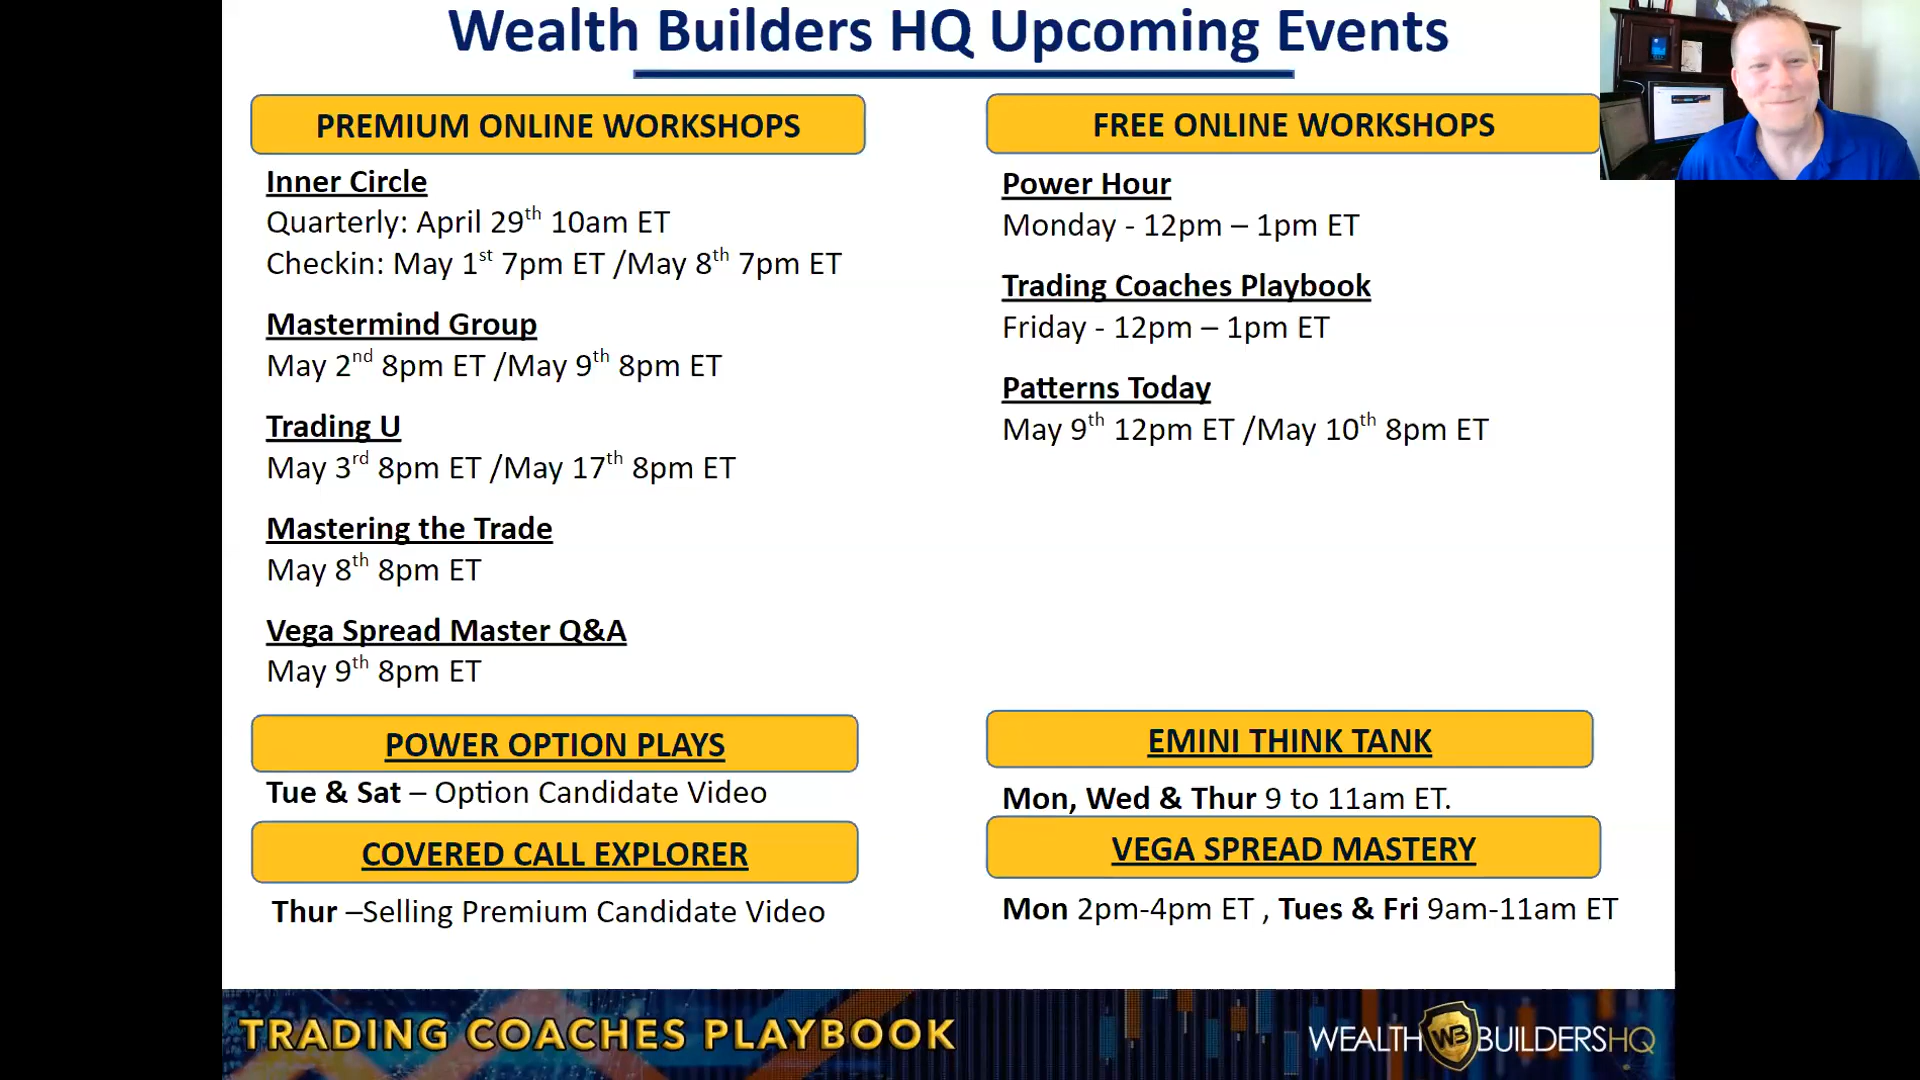 Wealth Builders HQ Upcoming Events
PREMIUM ONLINE WORKSHOPS
Inner Circle
Quarterly: April 29th 10am ET
Checkin: May 1st 7pm ET /May 8th 7pm ET
Mastermind Group
May 2nd 8pm ET /May 9th 8pm ET
Trading U
May 3rd 8pm ET /May 17th 8pm ET
Mastering the Trade
May 8th 8pm ET
Vega Spread Master Q&A
May 9th 8pm ET
POWER OPTION PLAYS
Tue & Sat – Option Candidate Video
COVERED CALL EXPLORER
Thur –Selling Premium Candidate Video
FREE ONLINE WORKSHOPS
Power Hour
Monday - 12pm – 1pm ET
Trading Coaches Playbook
Friday - 12pm – 1pm ET
Patterns Today
May 9th 12pm ET /May 10th 8pm ET
EMINI THINK TANK
Mon, Wed & Thur 9 to 11am ET.
VEGA SPREAD MASTERY
Mon 2pm-4pm ET , Tues & Fri 9am-11am ET
TRADING COACHES PLAYBOOK
WEALTH WB BUILDERSHQ